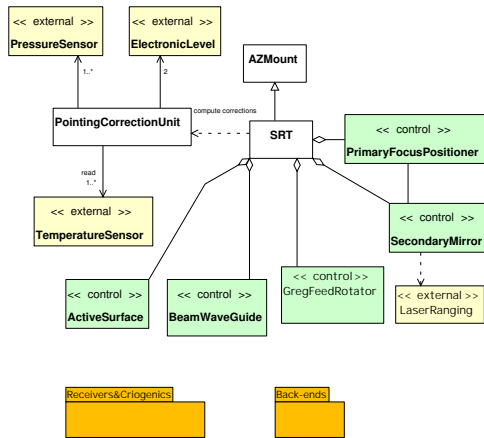 << external >>
PressureSensor
<< external >>
ElectronicLevel
AZMount
1..*
2
PointingCorrectionUnit
compute corrections
SRT
<< control >>
PrimaryFocusPositioner
read
1..*
<< external >>
TemperatureSensor
<< control >>
SecondaryMirror
<< control >>
ActiveSurface
<< control >>
BeamWaveGuide
<< control >>
GregFeedRotator
<< external >>
LaserRanging
Receivers&Criogenics
Back-ends